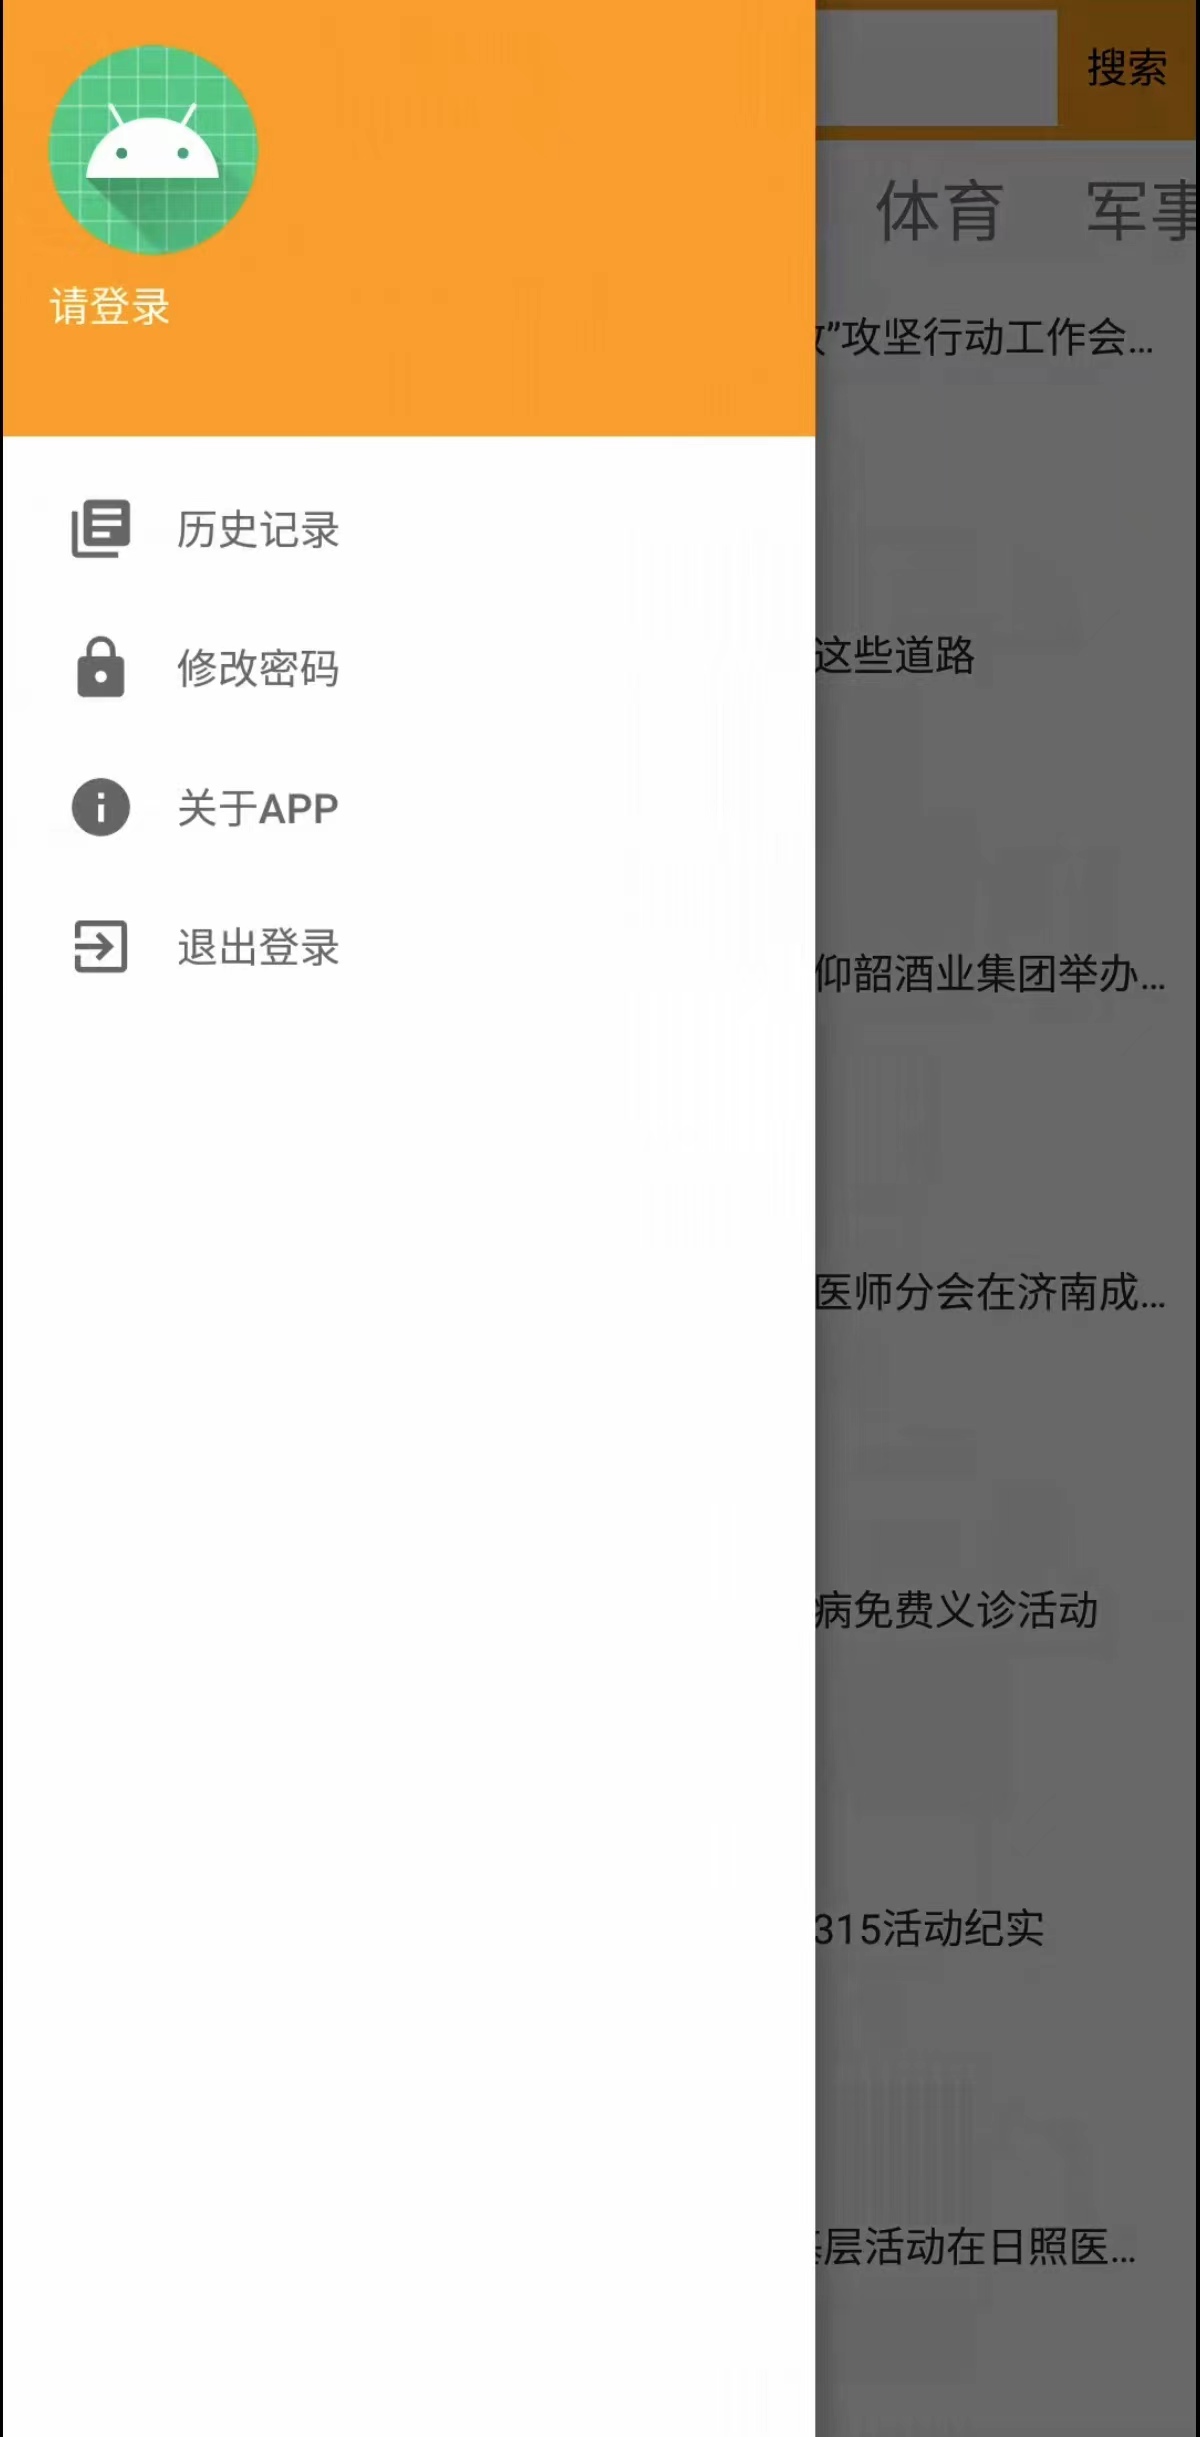 搜索
体育 军事
请登录
”攻坚行动工作会...
历史记录
修改密码
这些道路
关于APP
退出登录
仰韶酒业集团举办...
医师分会在济南成...
病免费义诊活动
315活动纪实
层活动在日照医...